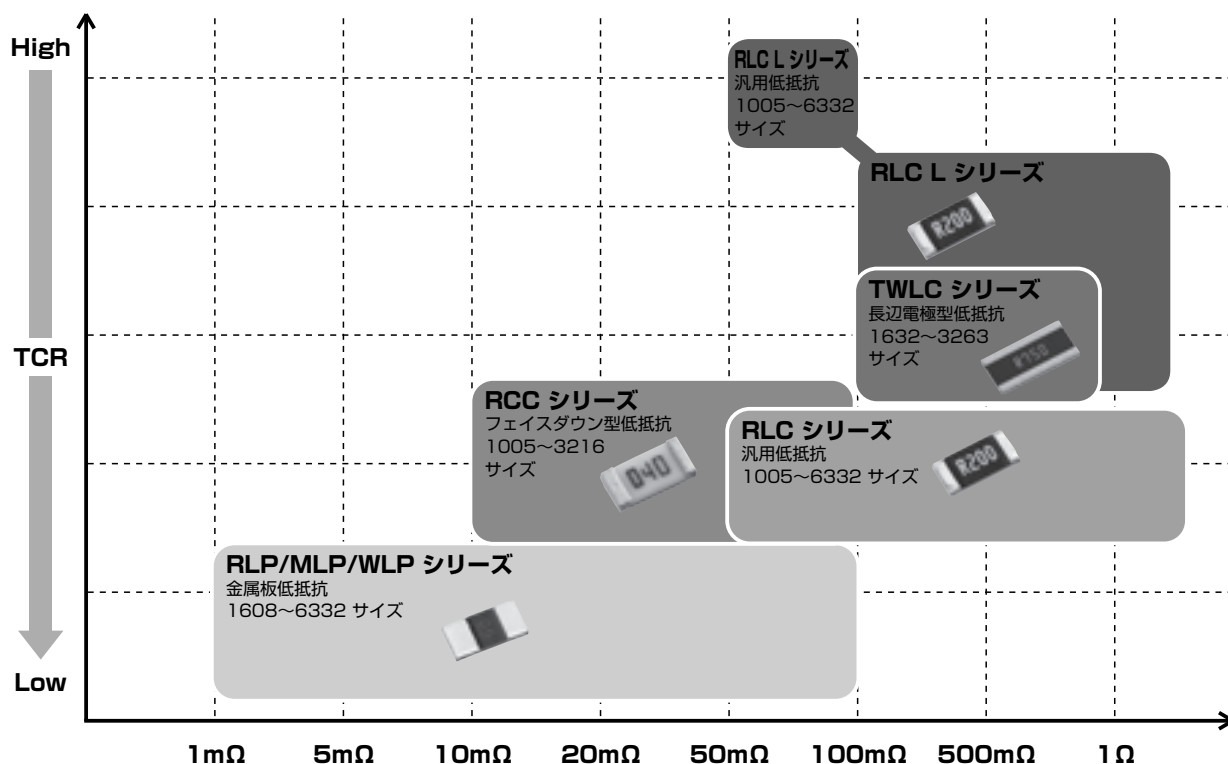 High
TCR
Low
RLC L シリーズ
汎用低抵抗
1005～6332
サイズ
RLC L シリーズ
R200
TWLC シリーズ
長辺電極型低抵抗
1632～3263
サイズ
R750
RCC シリーズ
フェイスダウン型低抵抗
1005～3216
サイズ
040
RLC シリーズ
汎用低抵抗
1005～6332 サイズ
R200
RLP/MLP/WLP シリーズ
金属板低抵抗
1608～6332 サイズ
1mΩ 5mΩ 10mΩ 20mΩ 50mΩ 100mΩ 500mΩ 1Ω